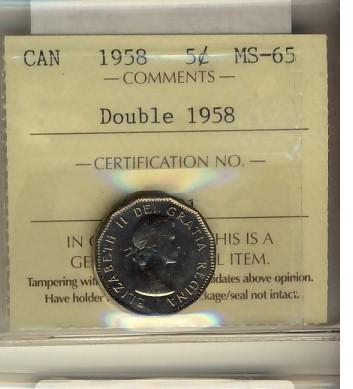 CAN 1958 5¢ MS-65
— COMMENTS —
Double 1958
— CERTIFICATION NO. —
1
ELIZABETH II DEI GRATIA REGINA
IN HIS IS A
GE L ITEM.
Tampering with dates above opinion.
Have holder kage/seal not intact.